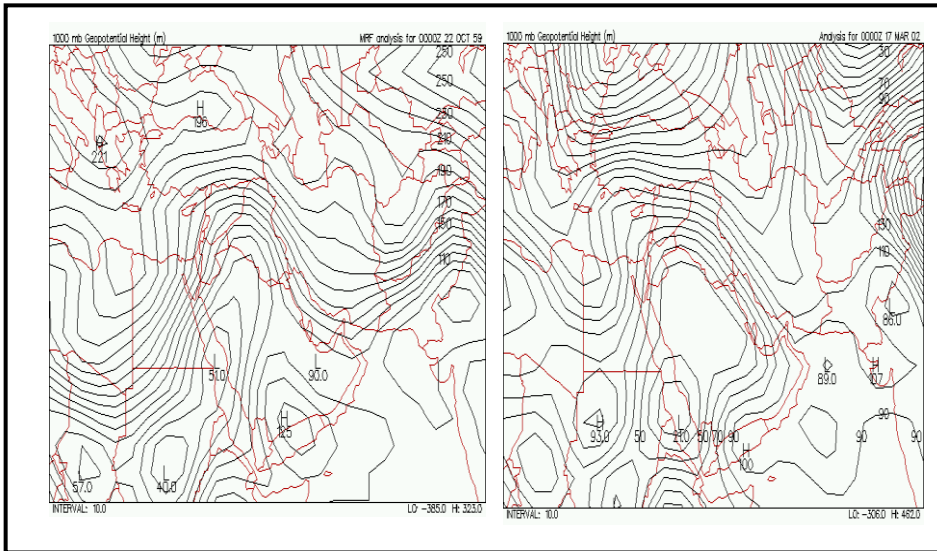 1000 mb Geopotential Height (m) MRF analysis for 0000Z 22 OCT 59
250
250
230
210
190
170
150
110
H
196
221
L
51.0
L
90.0
H
125
L
57.0
L
40.0
INTERVAL: 10.0 LO: -385.0 HI: 323.0
1000 mb Geopotential Height (m) Analysis for 0000Z 17 MAR 02
50
70
90
130
110
86.0
L
89.0
H
107
H
93.0
50
L
21.0
50
70
90
H
100
90
90
90
INTERVAL: 10.0 LO: -306.0 HI: 462.0